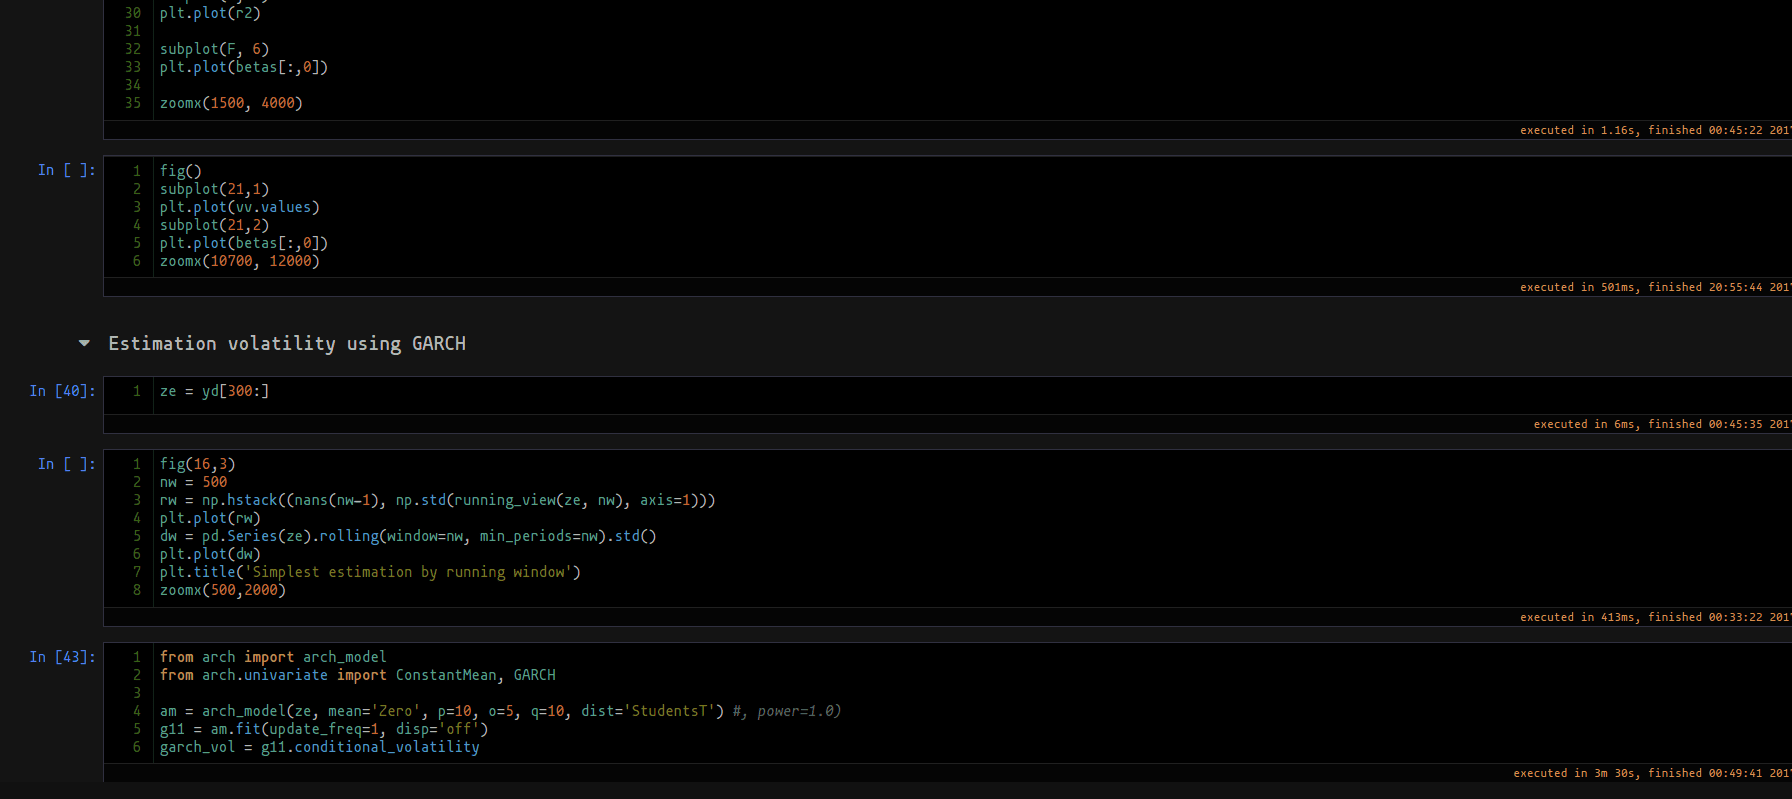 30 plt.plot(r2)
31
32 subplot(F, 6)
33 plt.plot(betas[:,0])
34
35 zoomx(1500, 4000)
executed in 1.16s, finished 00:45:22 201
In [ ]:
1 fig()
2 subplot(21,1)
3 plt.plot(vv.values)
4 subplot(21,2)
5 plt.plot(betas[:,0])
6 zoomx(10700, 12000)
executed in 501ms, finished 20:55:44 201
Estimation volatility using GARCH
In [40]:
1 ze = yd[300:]
executed in 6ms, finished 00:45:35 201
In [ ]:
1 fig(16,3)
2 nw = 500
3 rw = np.hstack((nans(nw-1), np.std(running_view(ze, nw), axis=1)))
4 plt.plot(rw)
5 dw = pd.Series(ze).rolling(window=nw, min_periods=nw).std()
6 plt.plot(dw)
7 plt.title('Simplest estimation by running window')
8 zoomx(500,2000)
executed in 413ms, finished 00:33:22 201
In [43]:
1 from arch import arch_model
2 from arch.univariate import ConstantMean, GARCH
3
4 am = arch_model(ze, mean='Zero', p=10, o=5, q=10, dist='StudentsT') #, power=1.0)
5 g11 = am.fit(update_freq=1, disp='off')
6 garch_vol = g11.conditional_volatility
executed in 3m 30s, finished 00:49:41 201